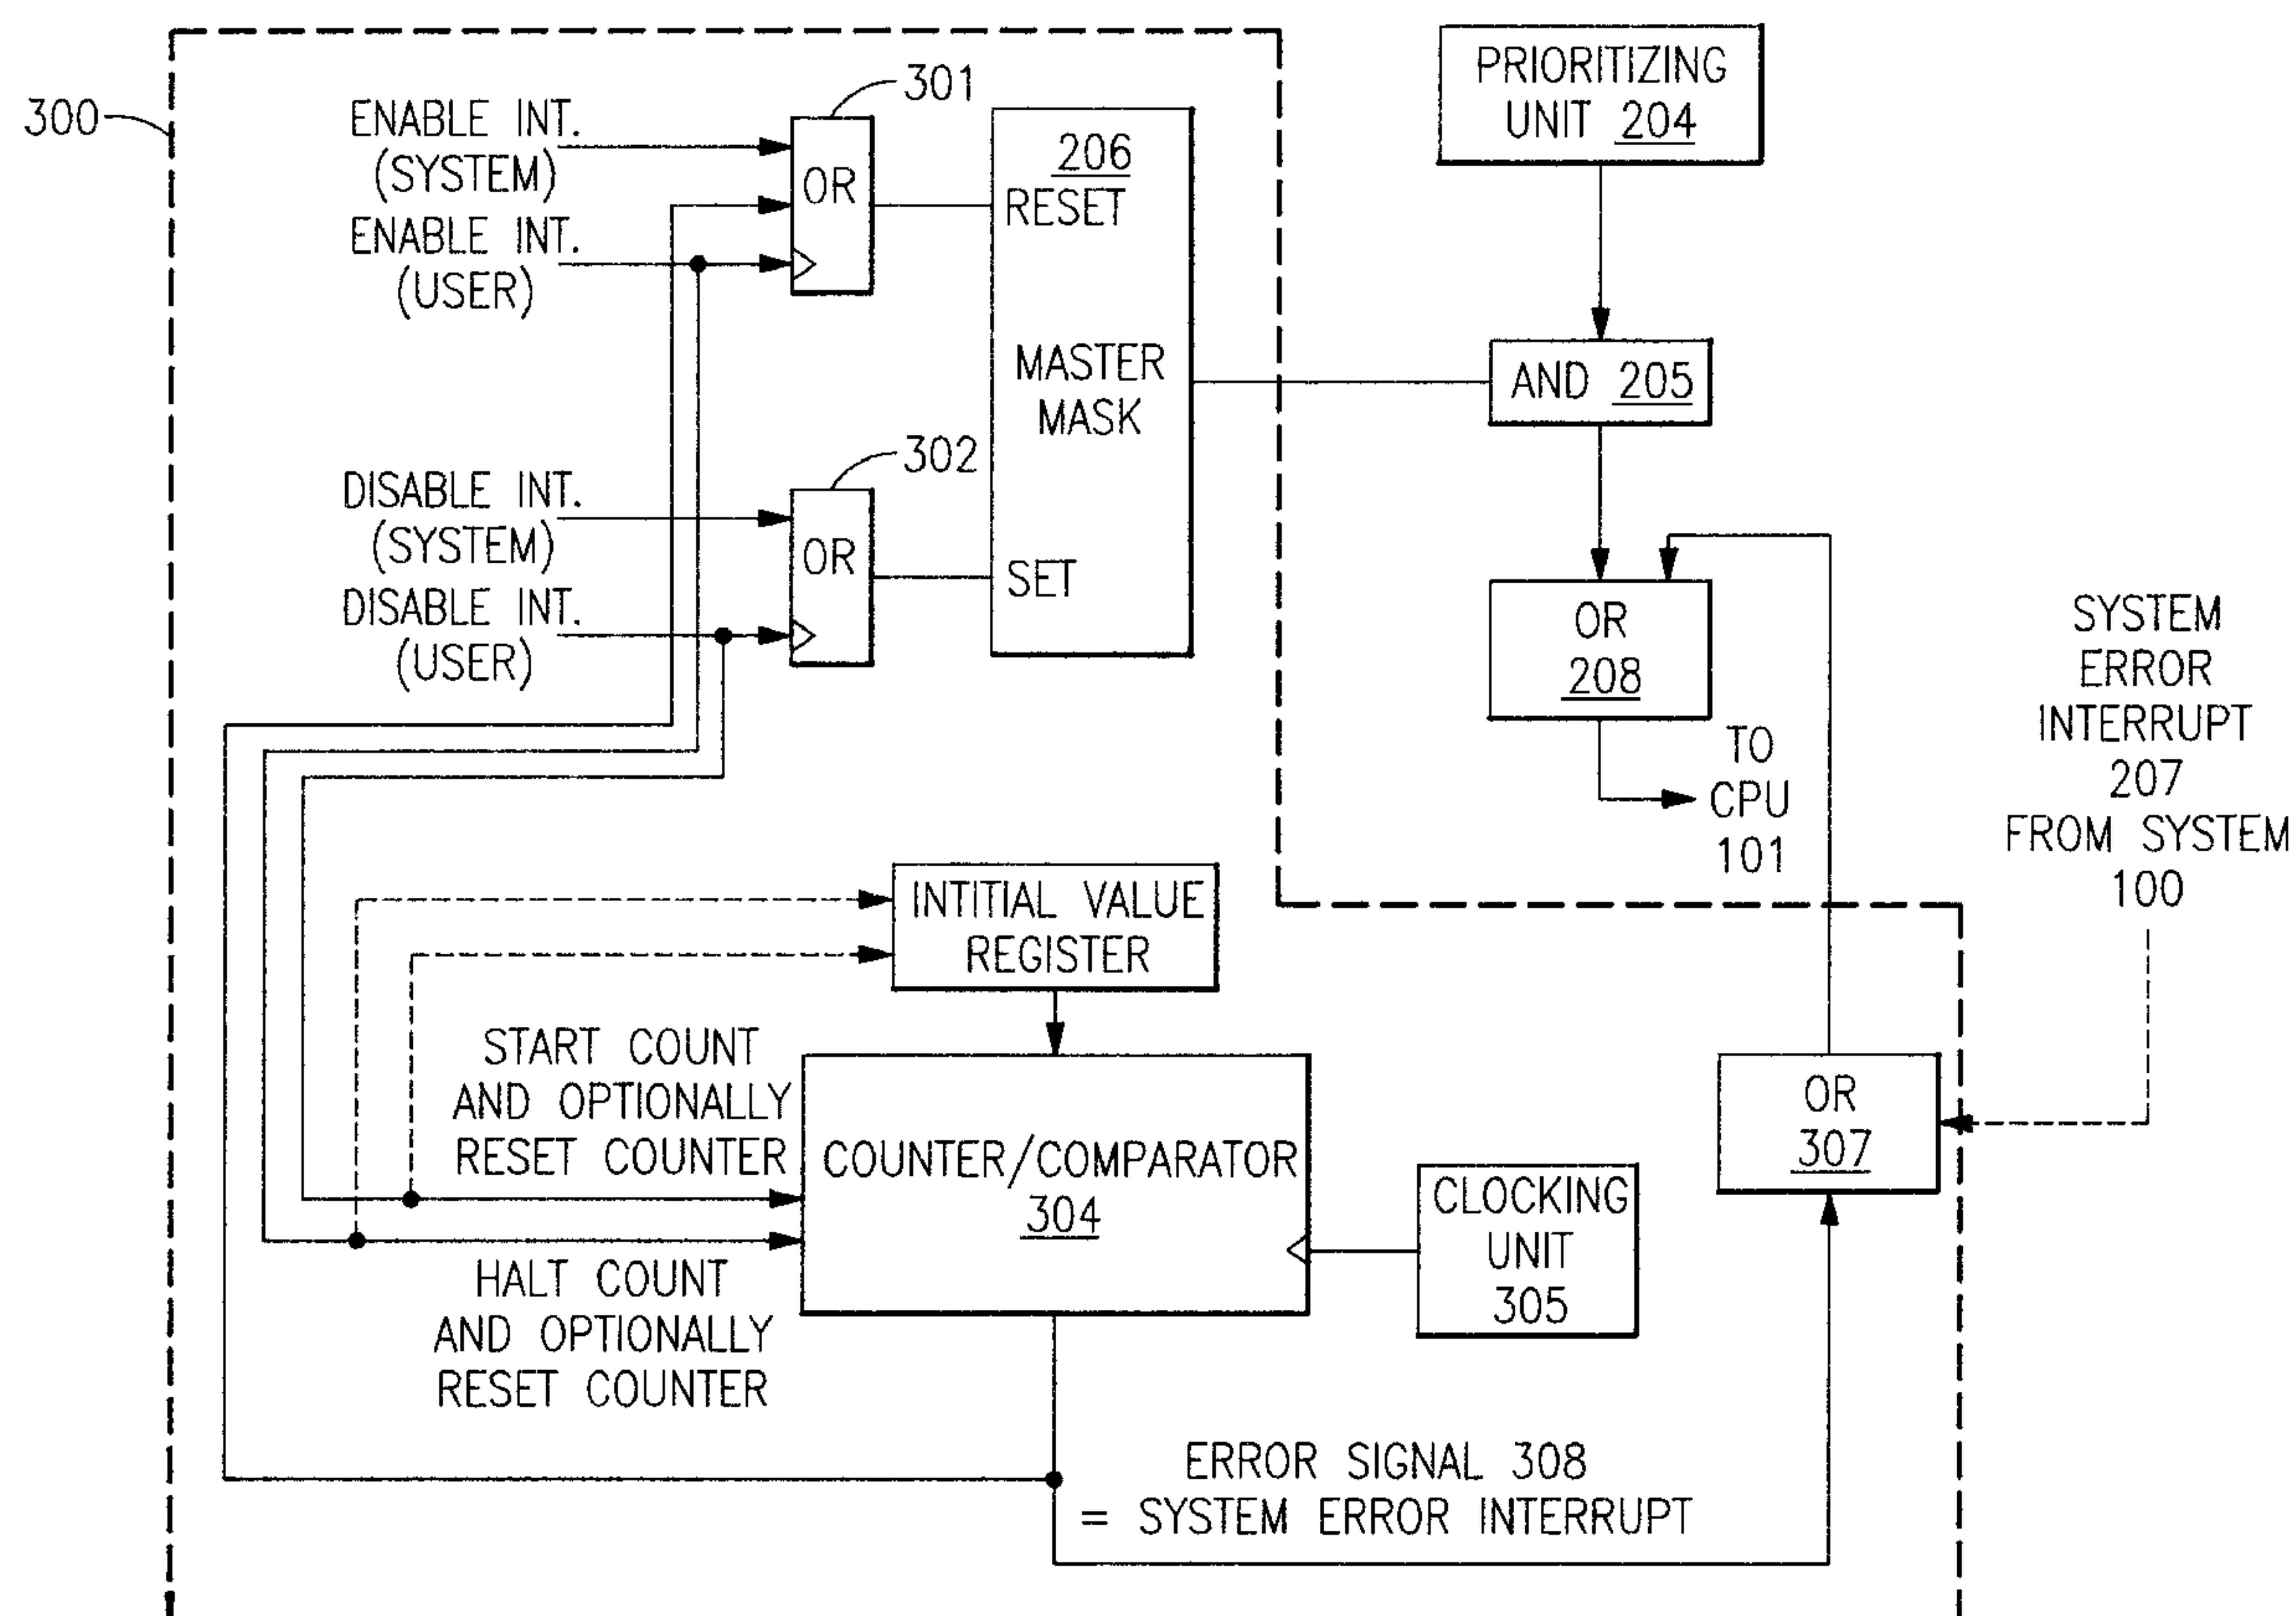 300
ENABLE INT.
(SYSTEM)
ENABLE INT.
(USER)
301
OR
206
RESET
MASTER
MASK
SET
DISABLE INT.
(SYSTEM)
DISABLE INT.
(USER)
302
OR
PRIORITIZING
UNIT 204
AND 205
OR
208
TO
CPU
101
SYSTEM
ERROR
INTERRUPT
207
FROM SYSTEM
100
INTITIAL VALUE
REGISTER
START COUNT
AND OPTIONALLY
RESET COUNTER
COUNTER/COMPARATOR
304
HALT COUNT
AND OPTIONALLY
RESET COUNTER
CLOCKING
UNIT
305
OR
307
ERROR SIGNAL 308
= SYSTEM ERROR INTERRUPT